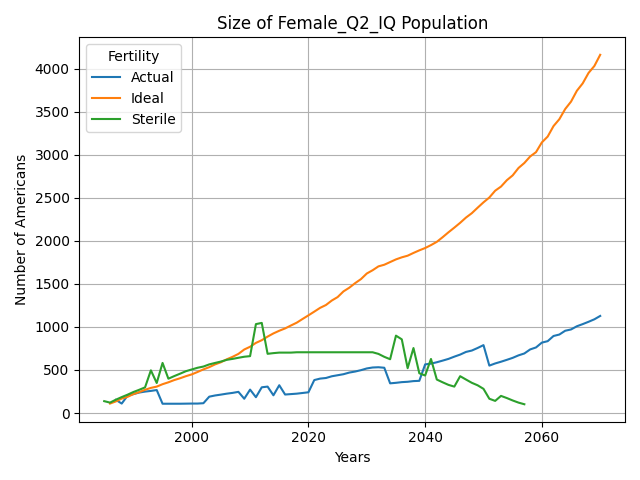 Size of Female_Q2_IQ Population
Fertility
Actual
Ideal
Sterile
Number of Americans
4000
3500
3000
2500
2000
1500
1000
500
0
2000
2020
2040
2060
Years